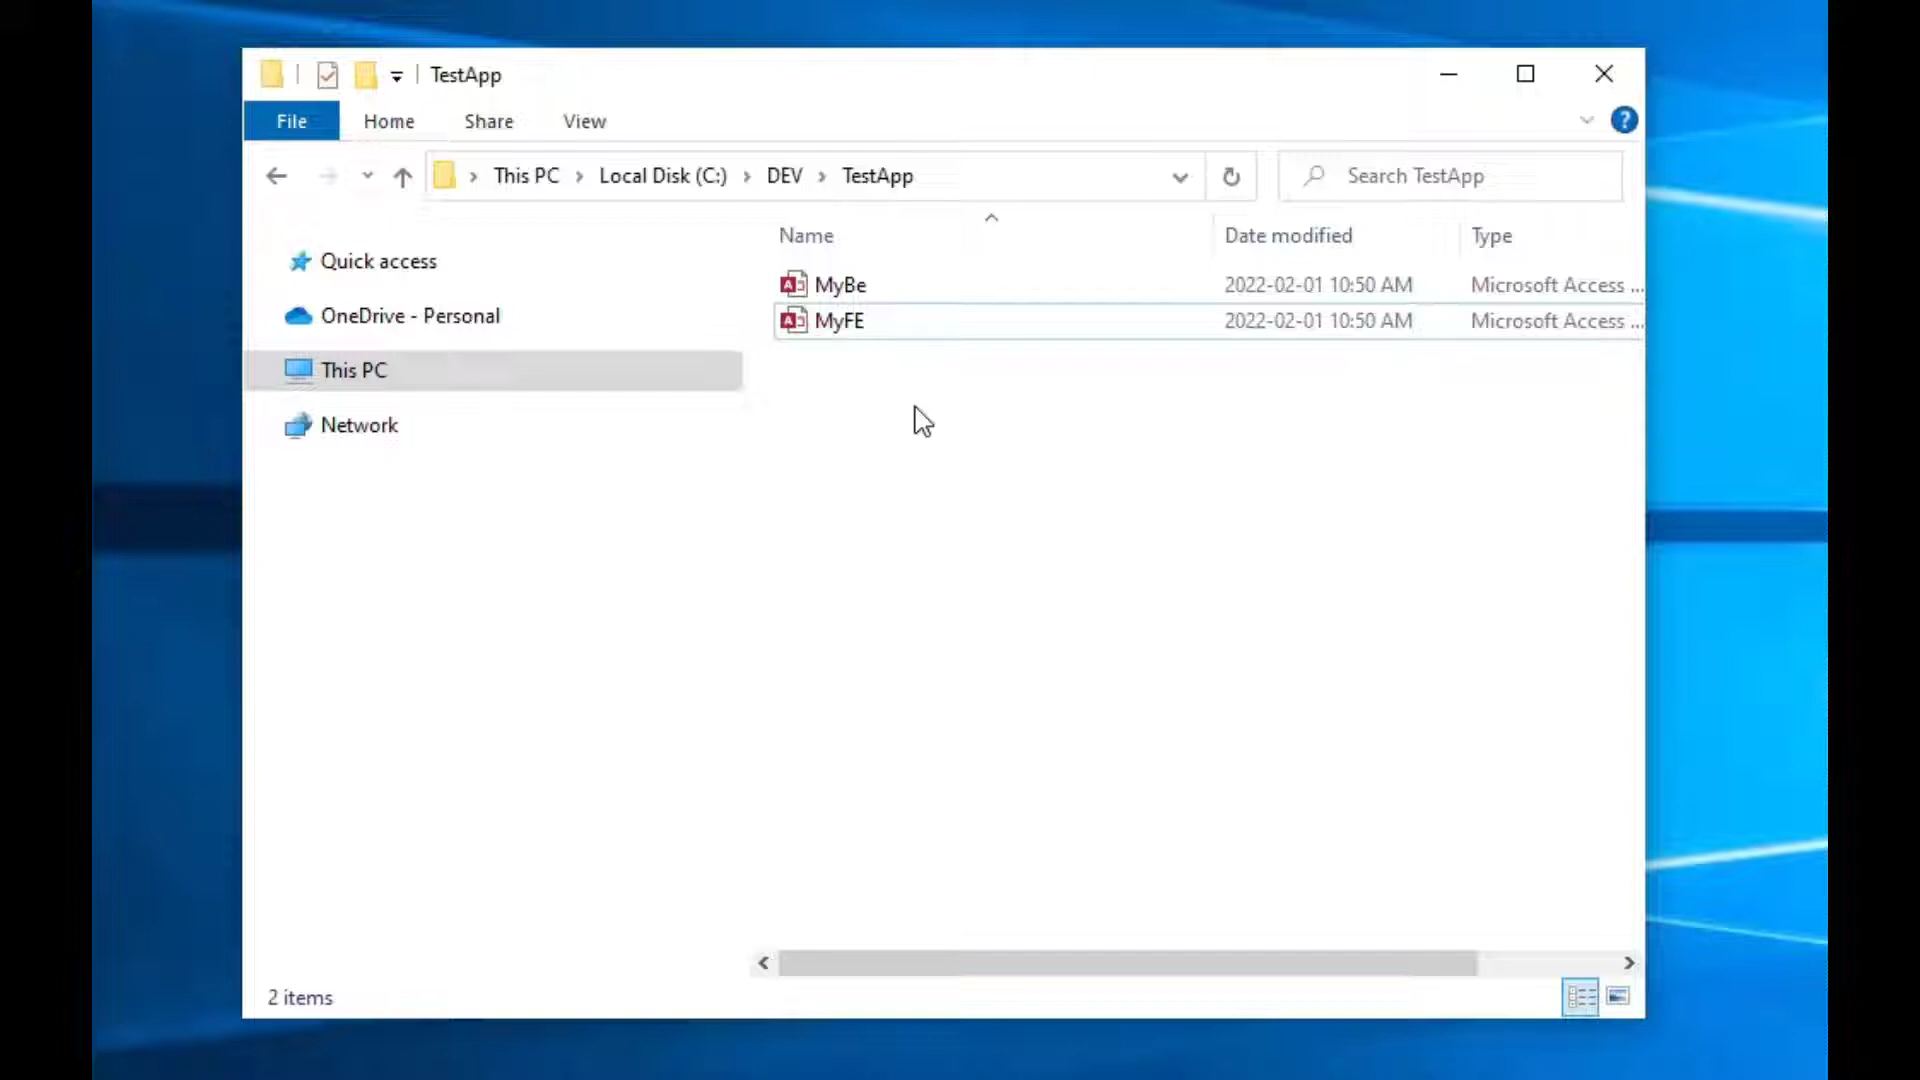 TestApp
File Home Share View
?
This PC Local Disk (C:) DEV TestApp Search TestApp
Name Date modified Type
Quick access
OneDrive - Personal
This PC
Network
MyBe 2022-02-01 10:50 AM Microsoft Access ...
MyFE 2022-02-01 10:50 AM Microsoft Access ...
2 items